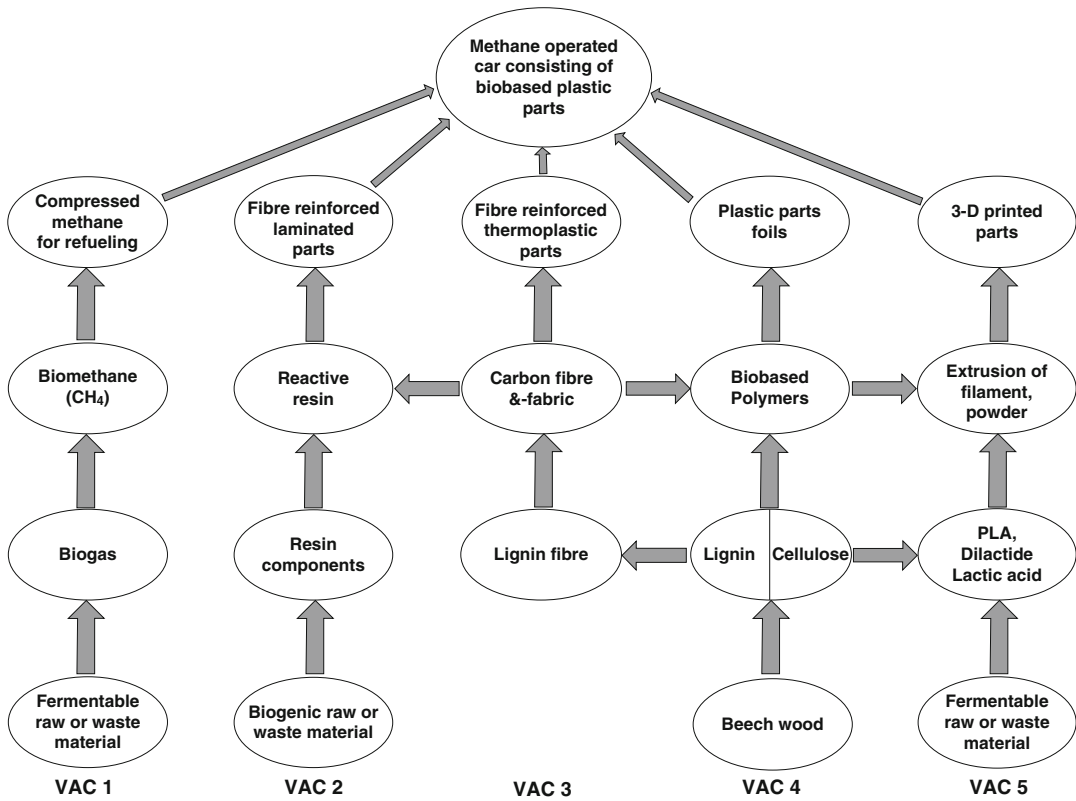 Methane operated
car consisting of
biobased plastic
parts
Compressed
methane
for refueling
Fibre reinforced
laminated
parts
Fibre reinforced
thermoplastic
parts
Plastic parts
foils
3-D printed
parts
Biomethane
(CH₄)
Reactive
resin
Carbon fibre
&-fabric
Biobased
Polymers
Extrusion of
filament,
powder
Biogas
Resin
components
Lignin fibre
Lignin
Cellulose
PLA,
Dilactide
Lactic acid
Fermentable
raw or waste
material
Biogenic raw or
waste material
Beech wood
Fermentable
raw or waste
material
VAC 1
VAC 2
VAC 3
VAC 4
VAC 5